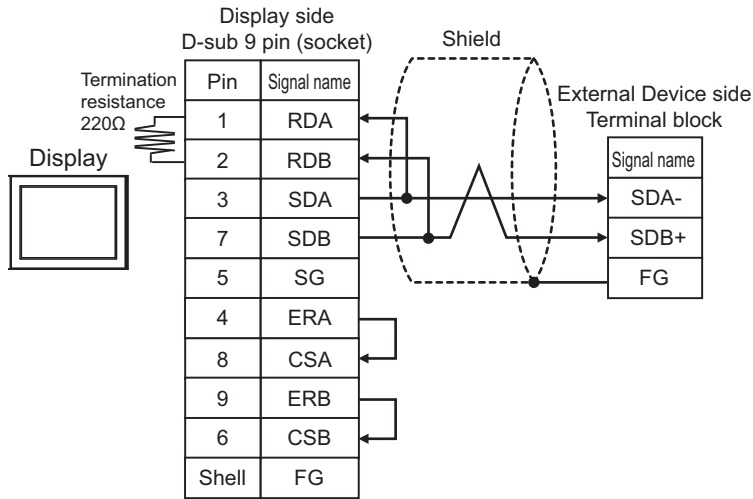 Display side
D-sub 9 pin (socket)
Shield
Termination
resistance
220Ω
Display
Pin Signal name
1 RDA
2 RDB
3 SDA
7 SDB
5 SG
4 ERA
8 CSA
9 ERB
6 CSB
Shell FG
External Device side
Terminal block
Signal name
SDA-
SDB+
FG